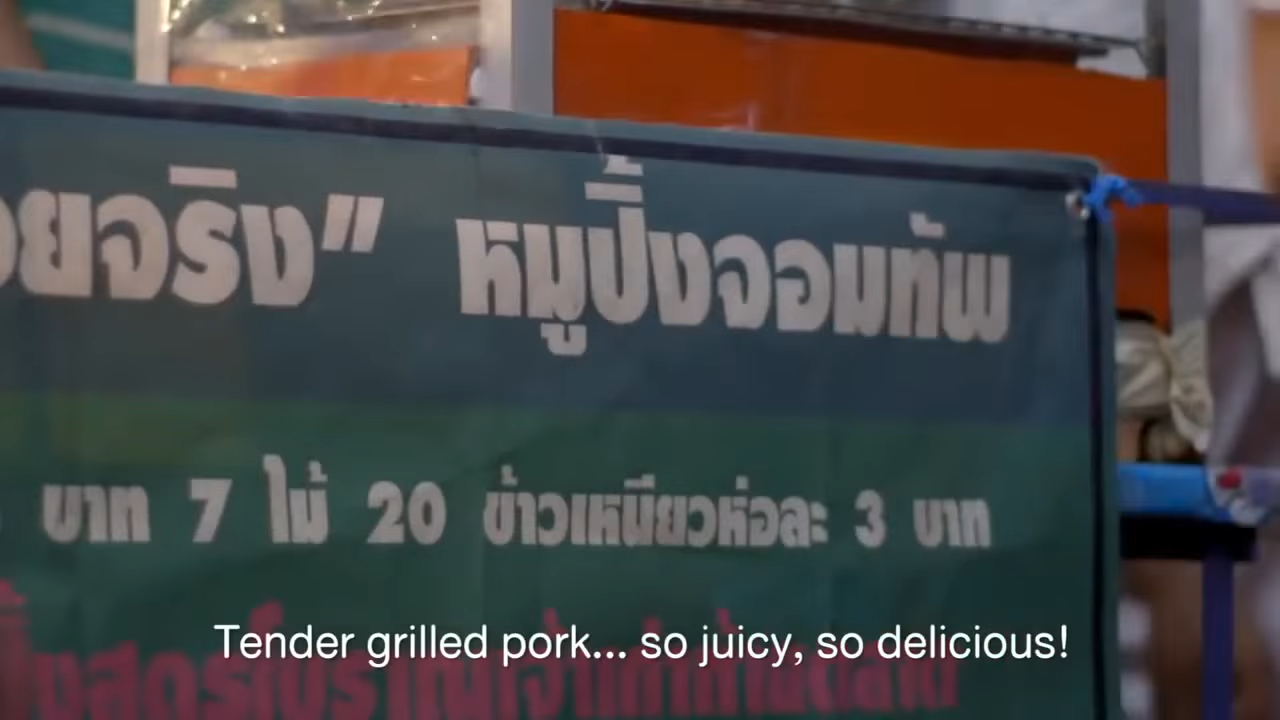 ยจริง” หมูปิ้งจอมทัพ
บาท 7 ไม้ 20 ข้าวเหนียวห่อละ 3 บาท
Tender grilled pork... so juicy, so delicious!